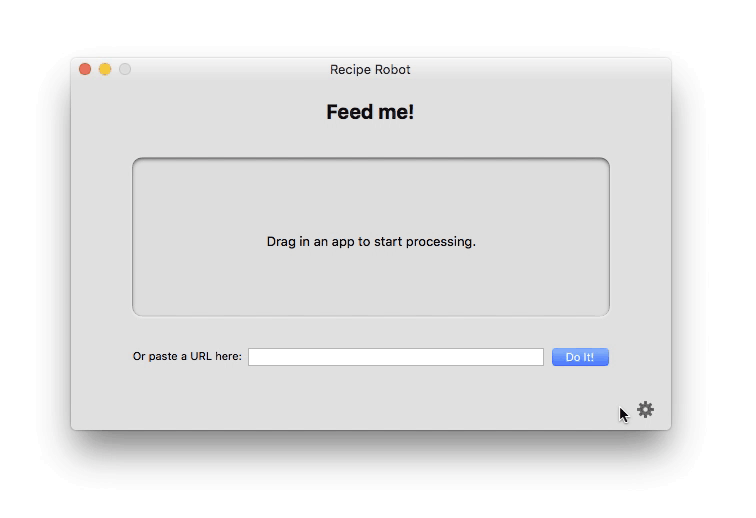 Recipe Robot
Feed me!
Drag in an app to start processing.
Or paste a URL here:
Do It!